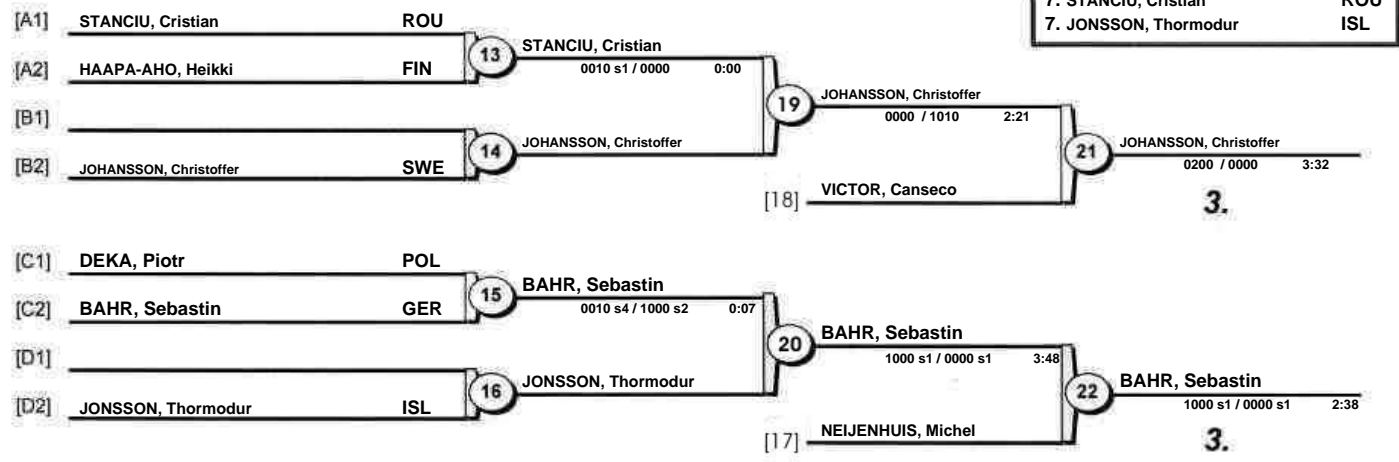 7. STANCIU, Cristian ROU
7. JONSSON, Thormodur ISL
[A1] STANCIU, Cristian ROU
13 STANCIU, Cristian
0010 s1 / 0000 0:00
[A2] HAAPA-AHO, Heikki FIN
19 JOHANSSON, Christoffer
0000 / 1010 2:21
[B1]
14 JOHANSSON, Christoffer
[B2] JOHANSSON, Christoffer SWE
21 JOHANSSON, Christoffer
0200 / 0000 3:32
[18] VICTOR, Canseco
3.
[C1] DEKA, Piotr POL
15 BAHR, Sebastin
0010 s4 / 1000 s2 0:07
[C2] BAHR, Sebastin GER
20 BAHR, Sebastin
1000 s1 / 0000 s1 3:48
[D1]
16 JONSSON, Thormodur
[D2] JONSSON, Thormodur ISL
22 BAHR, Sebastin
1000 s1 / 0000 s1 2:38
[17] NEIJENHUIS, Michel
3.